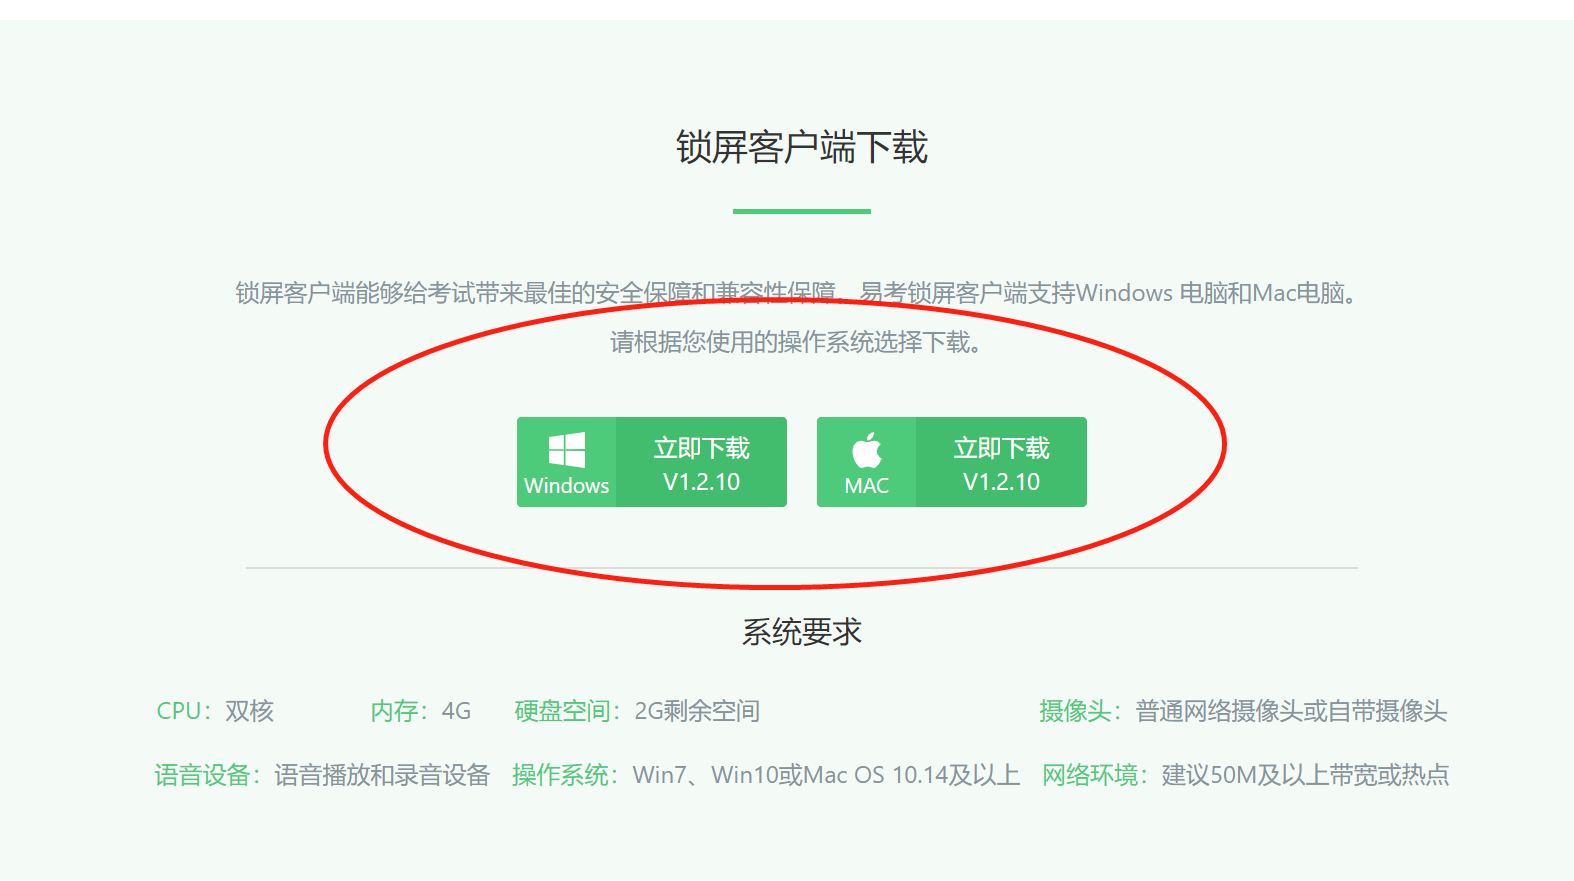 锁屏客户端下载
锁屏客户端能够给考试带来最佳的安全保障和兼容性保障。易考锁屏客户端支持Windows 电脑和Mac电脑。
请根据您使用的操作系统选择下载。
Windows 立即下载 V1.2.10
MAC 立即下载 V1.2.10
系统要求
CPU：双核 内存：4G 硬盘空间：2G剩余空间 摄像头：普通网络摄像头或自带摄像头
语音设备：语音播放和录音设备 操作系统：Win7、Win10或Mac OS 10.14及以上 网络环境：建议50M及以上带宽或热点